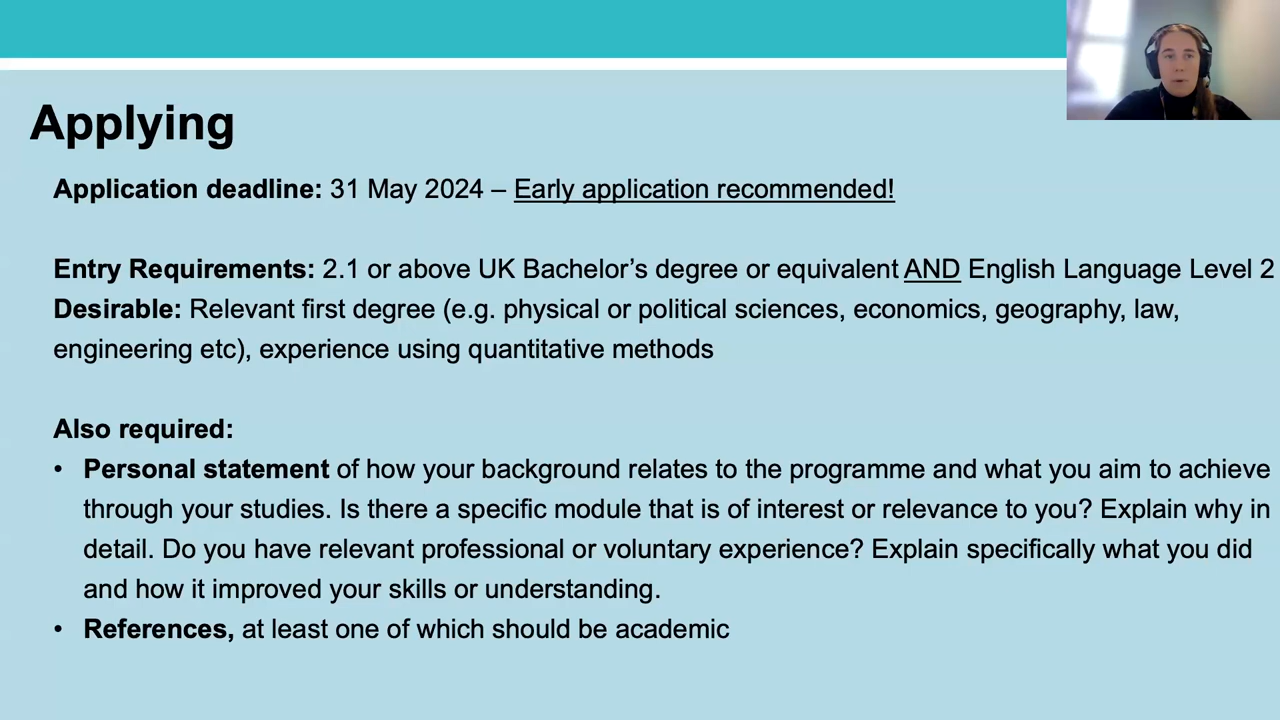 Applying
Application deadline: 31 May 2024 – Early application recommended!
Entry Requirements: 2.1 or above UK Bachelor’s degree or equivalent AND English Language Level 2
Desirable: Relevant first degree (e.g. physical or political sciences, economics, geography, law,
engineering etc), experience using quantitative methods
Also required:
• Personal statement of how your background relates to the programme and what you aim to achieve
through your studies. Is there a specific module that is of interest or relevance to you? Explain why in
detail. Do you have relevant professional or voluntary experience? Explain specifically what you did
and how it improved your skills or understanding.
• References, at least one of which should be academic